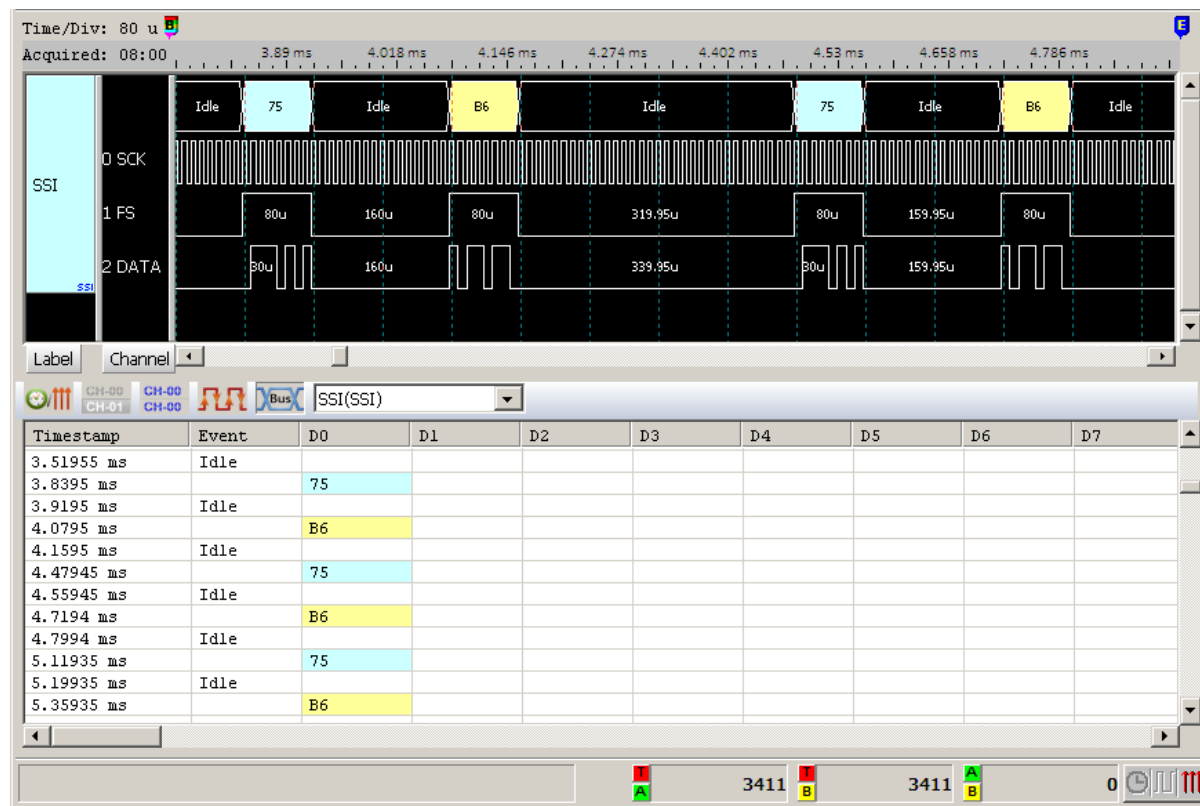 Time/Div: 80 u B E
Acquired: 08:00 3.89 ms 4.018 ms 4.146 ms 4.274 ms 4.402 ms 4.53 ms 4.658 ms 4.786 ms
Idle 75 Idle B6 Idle 75 Idle B6 Idle
0 SCK
SSI
1 FS 80u 160u 80u 319.95u 80u 159.95u 80u
2 DATA 30u 160u 339.95u 30u 159.95u
SSI
Label Channel
CH-00 CH-00
CH-01 CH-00 Bus SSI(SSI)
Timestamp Event D0 D1 D2 D3 D4 D5 D6 D7
3.51955 ms Idle
3.8395 ms 75
3.9195 ms Idle
4.0795 ms B6
4.1595 ms Idle
4.47945 ms 75
4.55945 ms Idle
4.7194 ms B6
4.7994 ms Idle
5.11935 ms 75
5.19935 ms Idle
5.35935 ms B6
T A 3411 T B 3411 A B 0